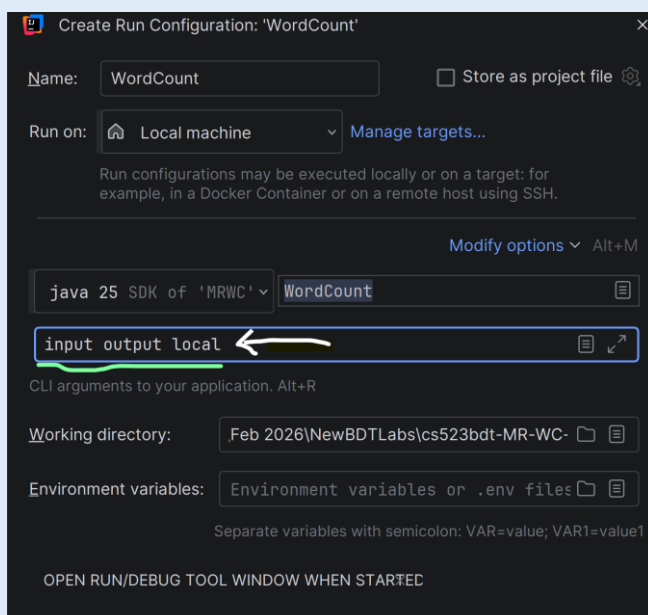 Create Run Configuration: 'WordCount'
Name: WordCount Store as project file
Run on: Local machine Manage targets...
Run configurations may be executed locally or on a target: for
example, in a Docker Container or on a remote host using SSH.
Modify options Alt+M
java 25 SDK of 'MRWC' WordCount
input output local
CLI arguments to your application. Alt+R
Working directory: Feb 2026\NewBDTLabs\cs523bdt-MR-WC-
Environment variables: Environment variables or .env files
Separate variables with semicolon: VAR=value; VAR1=value1
OPEN RUN/DEBUG TOOL WINDOW WHEN STARTED